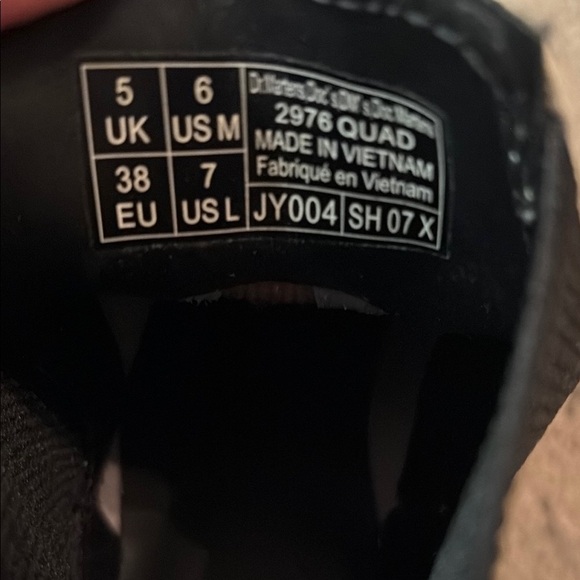 5 UK
6 US M
38 EU
7 US L
Dr. Martens, Doc's, DM's, Doc Martens
2976 QUAD
MADE IN VIETNAM
Fabriqué en Vietnam
JY004
SH 07 X